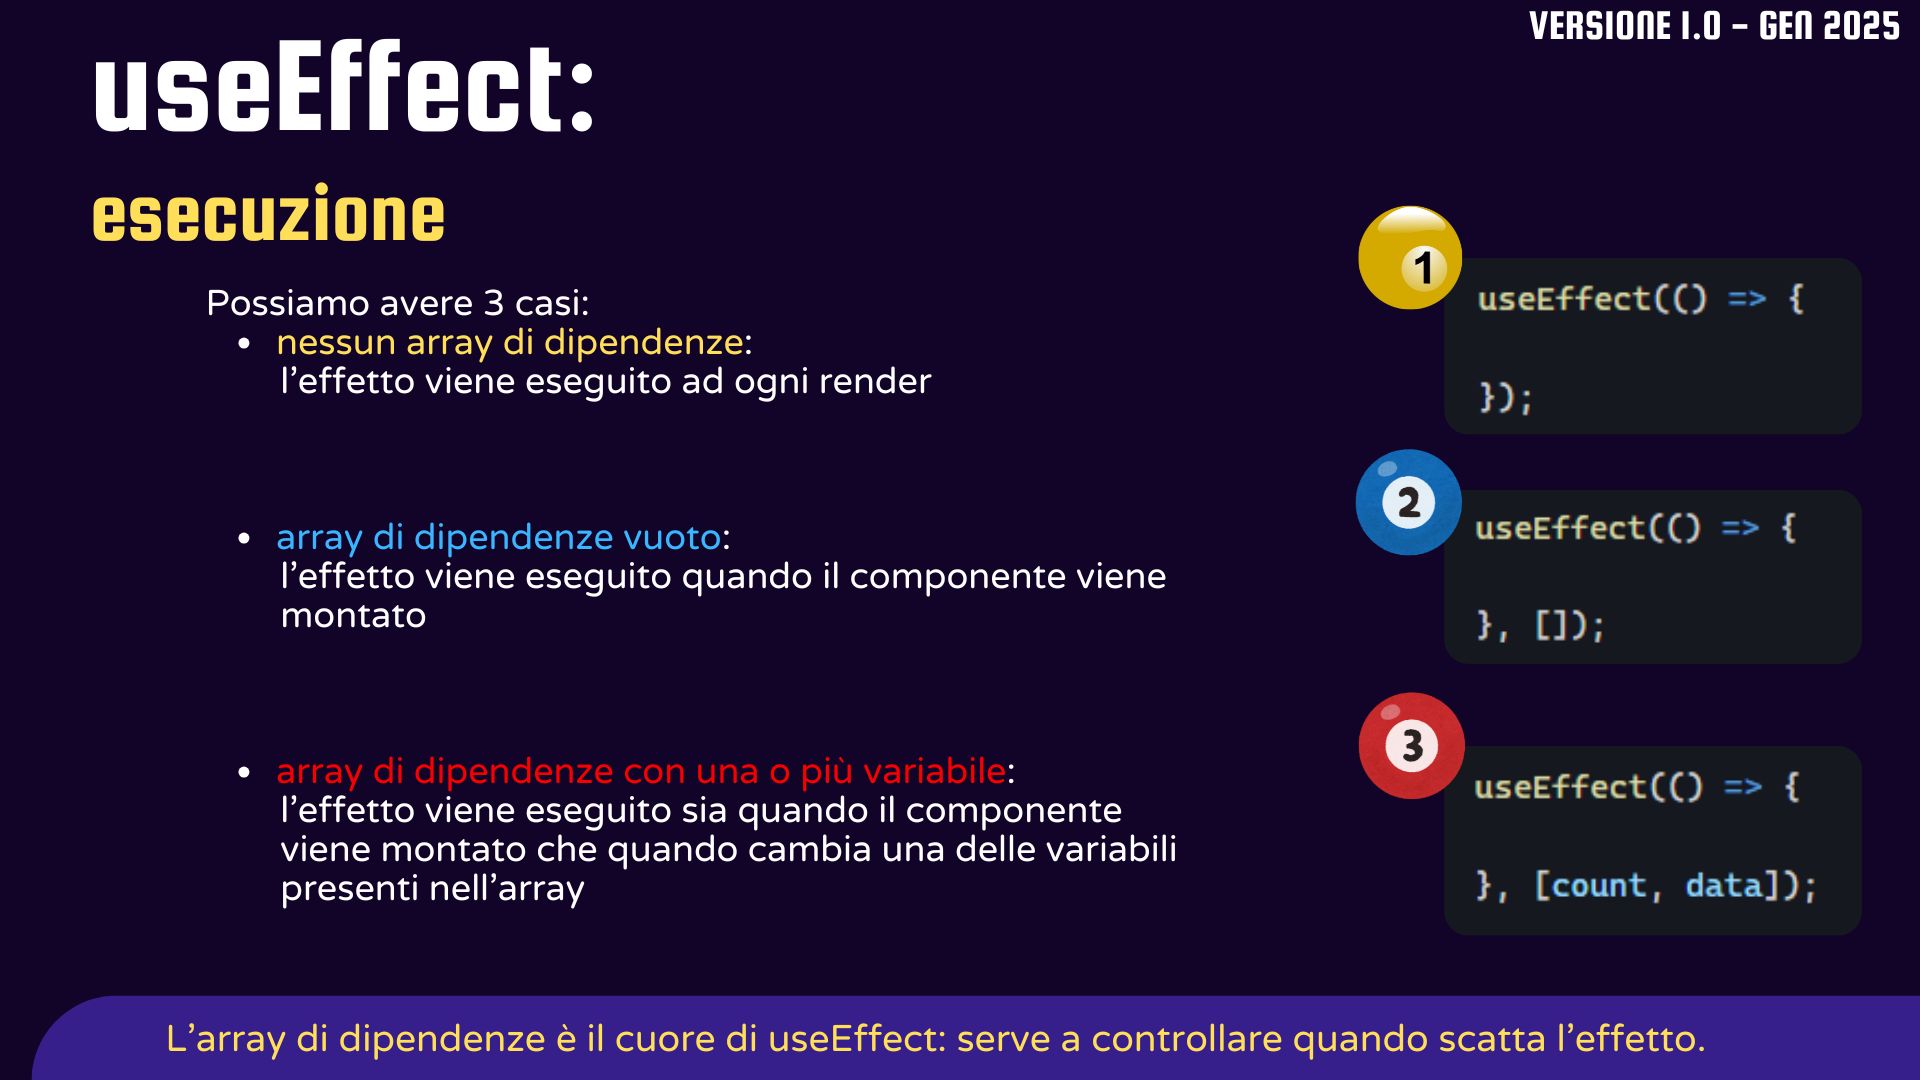 VERSIONE 1.0 - GEN 2025
useEffect:
esecuzione
Possiamo avere 3 casi:
• nessun array di dipendenze:
l’effetto viene eseguito ad ogni render
• array di dipendenze vuoto:
l’effetto viene eseguito quando il componente viene
montato
• array di dipendenze con una o più variabile:
l’effetto viene eseguito sia quando il componente
viene montato che quando cambia una delle variabili
presenti nell’array
1
useEffect(() => {
});
2
useEffect(() => {
}, []);
3
useEffect(() => {
}, [count, data]);
L’array di dipendenze è il cuore di useEffect: serve a controllare quando scatta l’effetto.